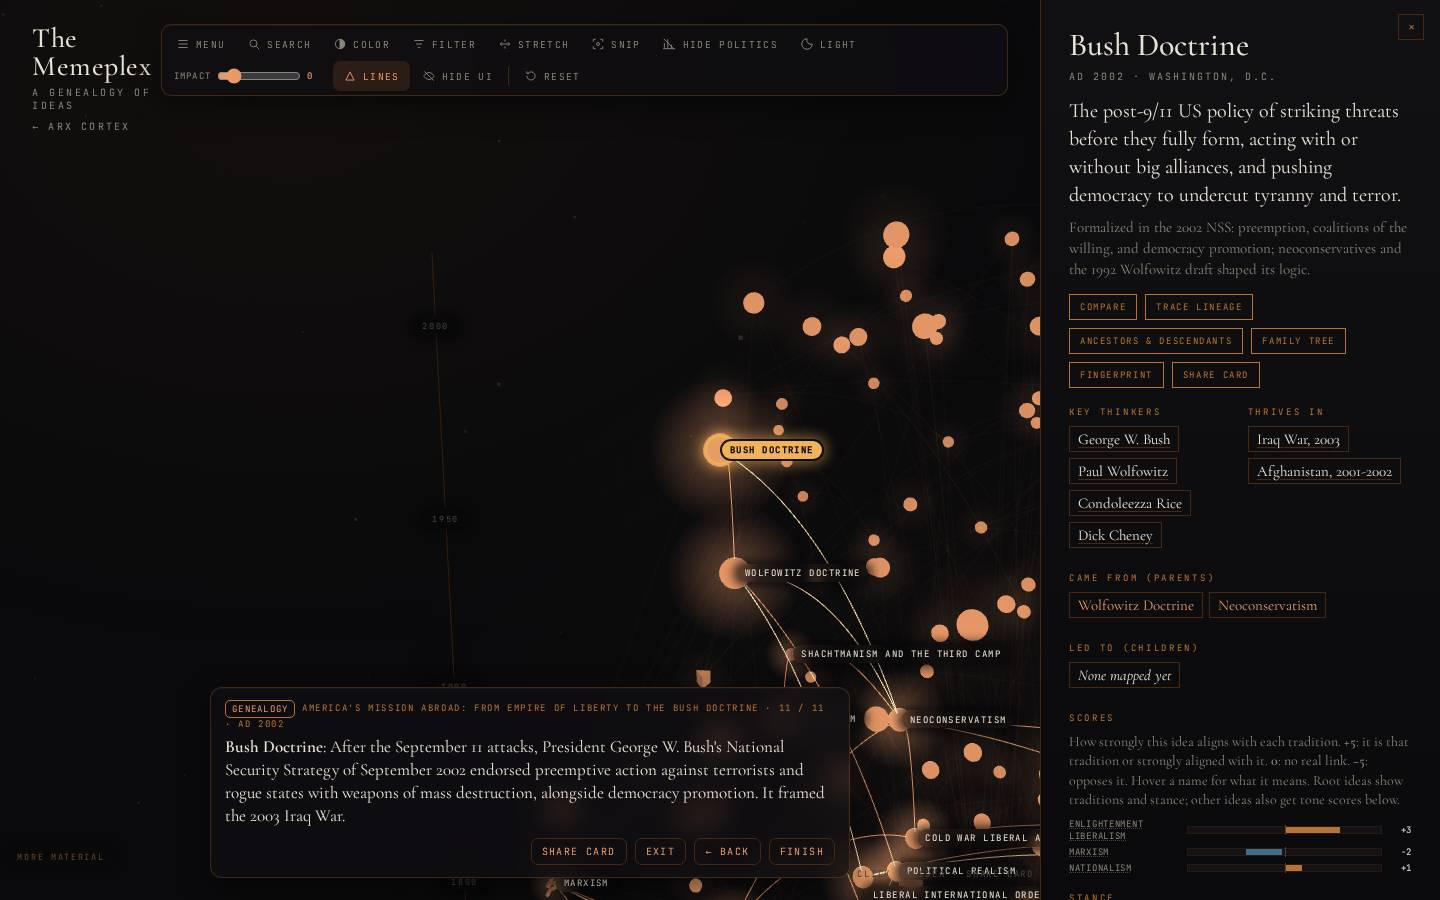 The
Memeplex
A GENEALOGY OF
IDEAS
← ARX CORTEX
MENU
SEARCH
COLOR
FILTER
STRETCH
SNIP
HIDE POLITICS
LIGHT
IMPACT
0
LINES
HIDE UI
RESET
2000
1950
BUSH DOCTRINE
WOLFOWITZ DOCTRINE
SHACHTMANISM AND THE THIRD CAMP
NEOCONSERVATISM
COLD WAR LIBERAL A
POLITICAL REALISM
LIBERAL INTERNATIONAL ORDE
MARXISM
MORE MATERIAL
GENEALOGY AMERICA'S MISSION ABROAD: FROM EMPIRE OF LIBERTY TO THE BUSH DOCTRINE · 11 / 11
· AD 2002
Bush Doctrine: After the September 11 attacks, President George W. Bush's National
Security Strategy of September 2002 endorsed preemptive action against terrorists and
rogue states with weapons of mass destruction, alongside democracy promotion. It framed
the 2003 Iraq War.
SHARE CARD
EXIT
← BACK
FINISH
×
Bush Doctrine
AD 2002 · WASHINGTON, D.C.
The post-9/11 US policy of striking threats
before they fully form, acting with or
without big alliances, and pushing
democracy to undercut tyranny and terror.
Formalized in the 2002 NSS: preemption, coalitions of the
willing, and democracy promotion; neoconservatives and
the 1992 Wolfowitz draft shaped its logic.
COMPARE
TRACE LINEAGE
ANCESTORS & DESCENDANTS
FAMILY TREE
FINGERPRINT
SHARE CARD
KEY THINKERS
George W. Bush
Paul Wolfowitz
Condoleezza Rice
Dick Cheney
THRIVES IN
Iraq War, 2003
Afghanistan, 2001-2002
CAME FROM (PARENTS)
Wolfowitz Doctrine
Neoconservatism
LED TO (CHILDREN)
None mapped yet
SCORES
How strongly this idea aligns with each tradition. +5: it is that
tradition or strongly aligned with it. 0: no real link. −5:
opposes it. Hover a name for what it means. Root ideas show
traditions and stance; other ideas also get tone scores below.
ENLIGHTENMENT
LIBERALISM
+3
MARXISM
-2
NATIONALISM
+1
STANCE